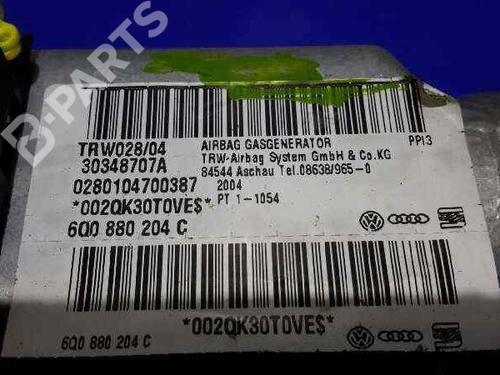 B-PARTS
TRW028/04
30348707A
0280104700387
*002QK30T0VE$*
6Q0 880 204 C
AIRBAG GASGENERATOR PPI3
TRW-Airbag System GmbH & Co.KG
84544 Aschau Tel.08638/965-0
2004
PT 1-1054
*002QK30T0VE$*
6Q0 880 204 C